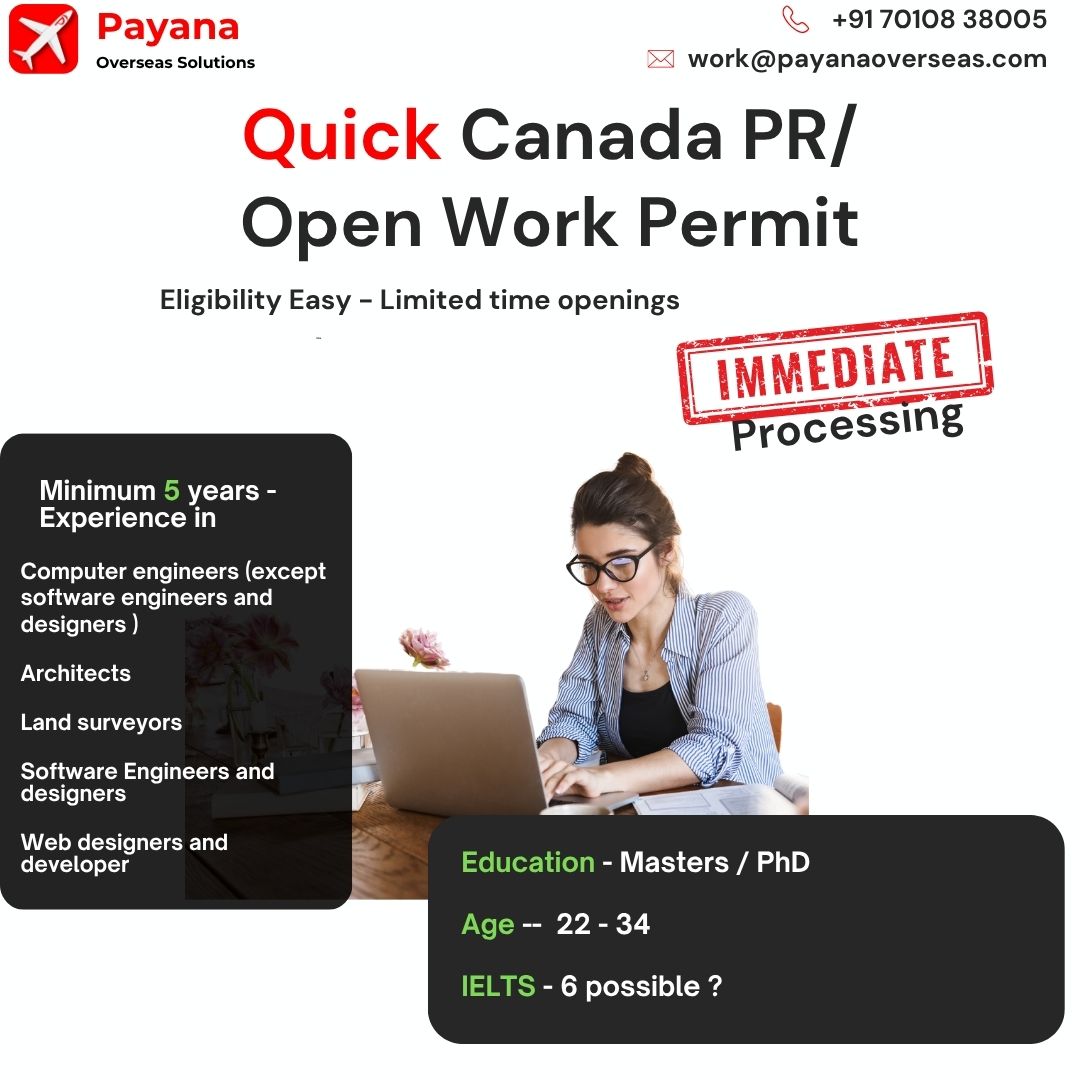 Payana
Overseas Solutions
+91 70108 38005
work@payanaoverseas.com
Quick Canada PR/
Open Work Permit
Eligibility Easy - Limited time openings
IMMEDIATE
Processing
Minimum 5 years -
Experience in
Computer engineers (except
software engineers and
designers )
Architects
Land surveyors
Software Engineers and
designers
Web designers and
developer
Education - Masters / PhD
Age -- 22 - 34
IELTS - 6 possible ?